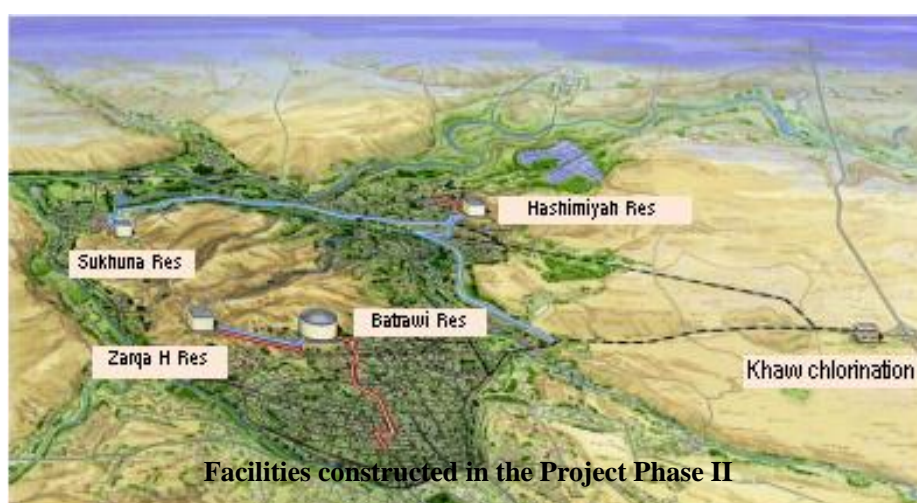 Hashimiyah Res
Sukhuna Res
Batrawi Res
Zarqa H Res
Khaw chlorination
Facilities constructed in the Project Phase II